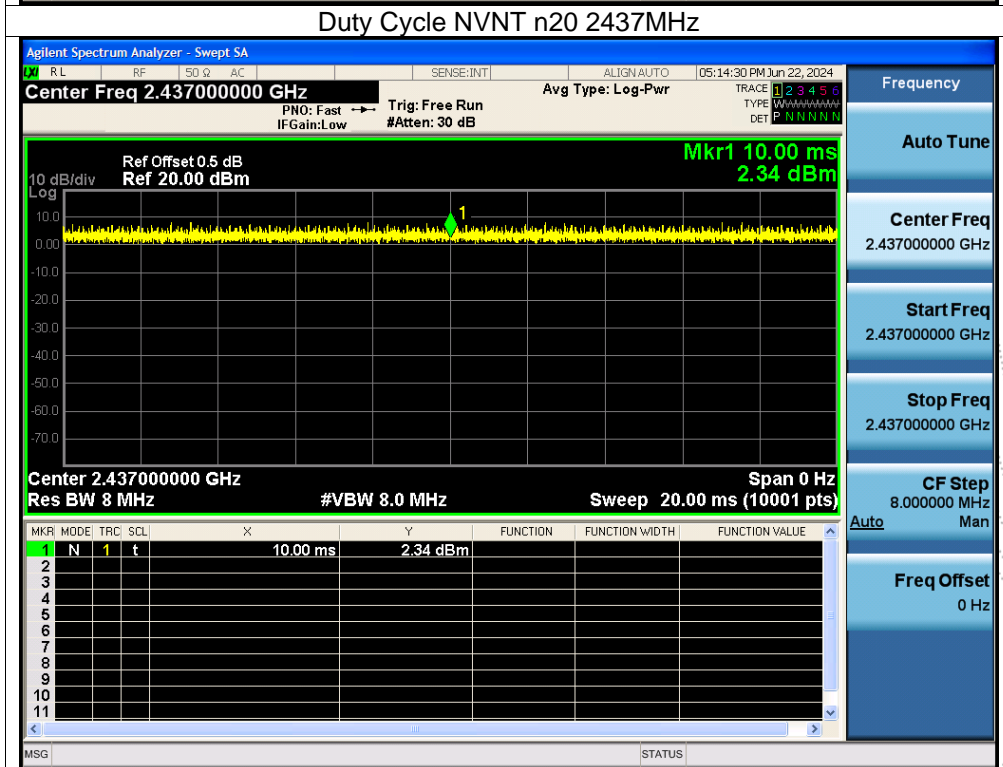 Duty Cycle NVNT n20 2437MHz
Agilent Spectrum Analyzer - Swept SA
LXI RL RF 50 Ω AC SENSE:INT ALIGNAUTO 05:14:30 PM Jun 22, 2024
Center Freq 2.437000000 GHz
PNO: Fast
IFGain:Low
Trig: Free Run
#Atten: 30 dB
Avg Type: Log-Pwr
TRACE 1 2 3 4 5 6
TYPE WWWWWW
DET P N N N N N
Mkr1 10.00 ms
2.34 dBm
Ref Offset 0.5 dB
10 dB/div Ref 20.00 dBm
Log
1
10.0
0.00
-10.0
-20.0
-30.0
-40.0
-50.0
-60.0
-70.0
Center 2.437000000 GHz Span 0 Hz
Res BW 8 MHz #VBW 8.0 MHz Sweep 20.00 ms (10001 pts)
MKR MODE TRC SCL X Y FUNCTION FUNCTION WIDTH FUNCTION VALUE
1 N 1 t 10.00 ms 2.34 dBm
2
3
4
5
6
7
8
9
10
11
MSG STATUS
Frequency
Auto Tune
Center Freq
2.437000000 GHz
Start Freq
2.437000000 GHz
Stop Freq
2.437000000 GHz
CF Step
8.000000 MHz
Auto Man
Freq Offset
0 Hz